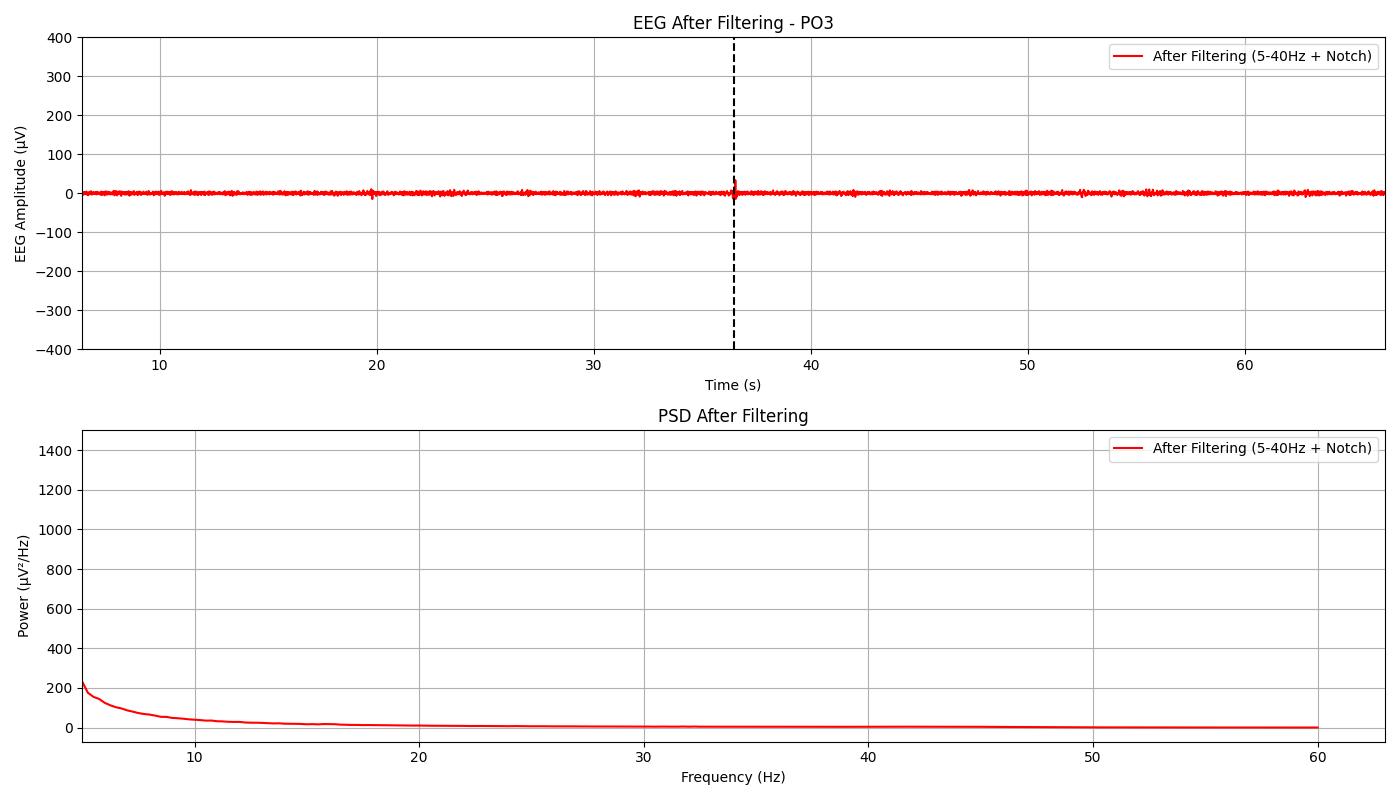 EEG After Filtering - PO3
After Filtering (5-40Hz + Notch)
EEG Amplitude (µV)
400
300
200
100
0
−100
−200
−300
−400
10 20 30 40 50 60
Time (s)
PSD After Filtering
After Filtering (5-40Hz + Notch)
Power (µV²/Hz)
1400
1200
1000
800
600
400
200
0
10 20 30 40 50 60
Frequency (Hz)